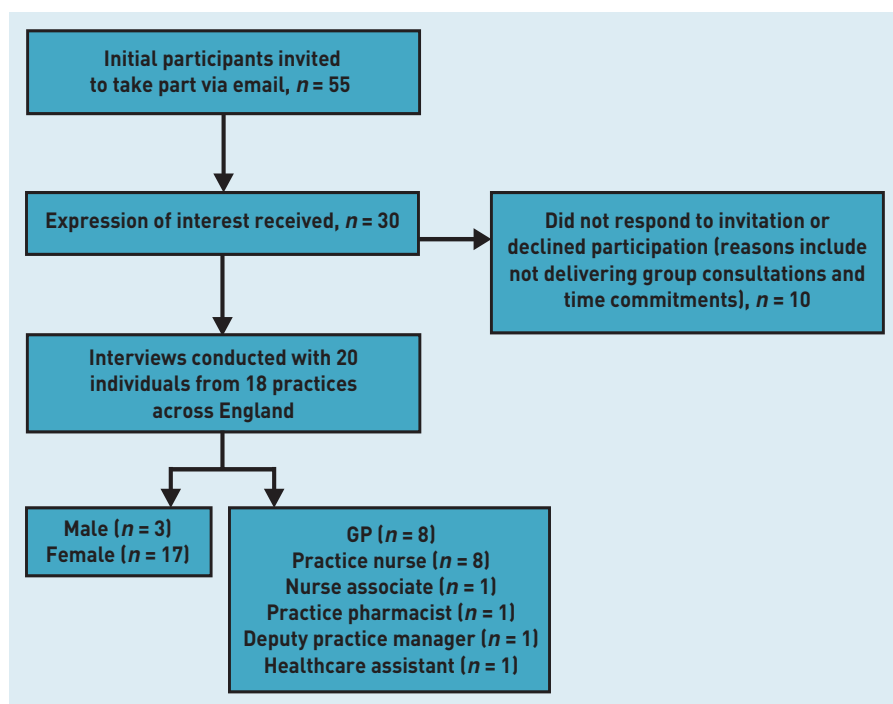 Initial participants invited
to take part via email, n = 55
Expression of interest received, n = 30
Did not respond to invitation or
declined participation (reasons include
not delivering group consultations and
time commitments), n = 10
Interviews conducted with 20
individuals from 18 practices
across England
Male (n = 3)
Female (n = 17)
GP (n = 8)
Practice nurse (n = 8)
Nurse associate (n = 1)
Practice pharmacist (n = 1)
Deputy practice manager (n = 1)
Healthcare assistant (n = 1)